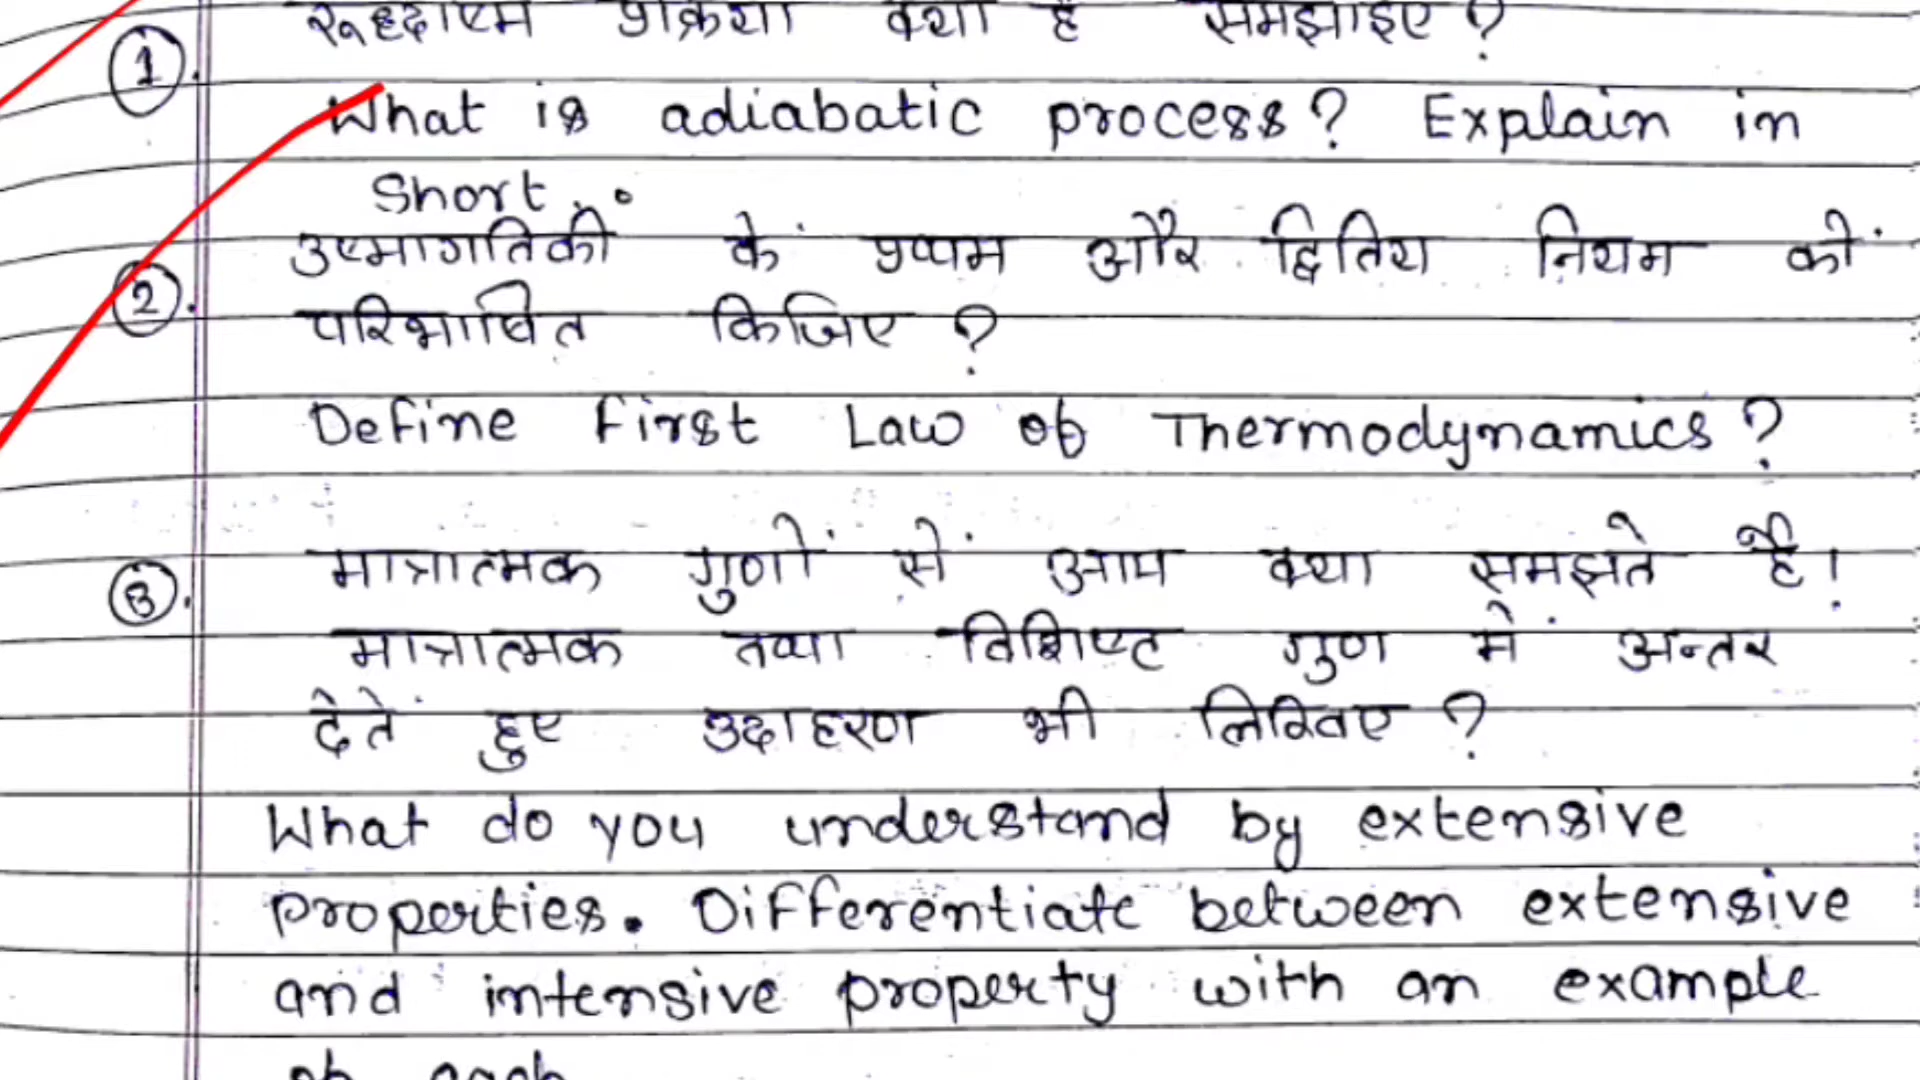 रूद्दोष्म प्रक्रिया क्या है समझाइए ?
①. What is adiabatic process? Explain in
Short.
②. उष्मागतिकी के प्रथम और द्वितिय नियम कों
परिभाषित किजिए ?
Define First Law of Thermodynamics?
③. मात्रात्मक गुणों सें आप क्या समझते है।
मात्रात्मक तथा विशिष्ट गुण में अन्तर
देते हुए उदाहरण भी लिखिए ?
What do you understand by extensive
properties. Differentiate between extensive
and intensive property with an example
of each